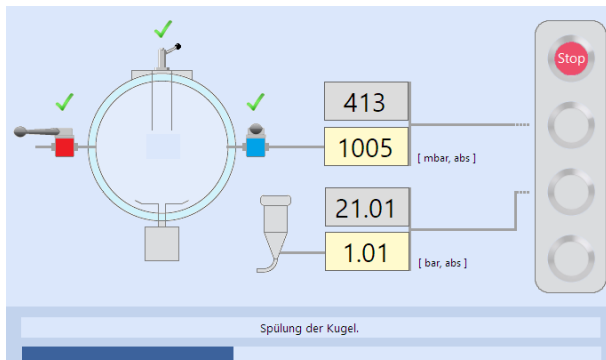 Stop
413
1005
[ mbar, abs ]
21.01
1.01
[ bar, abs ]
Spülung der Kugel.